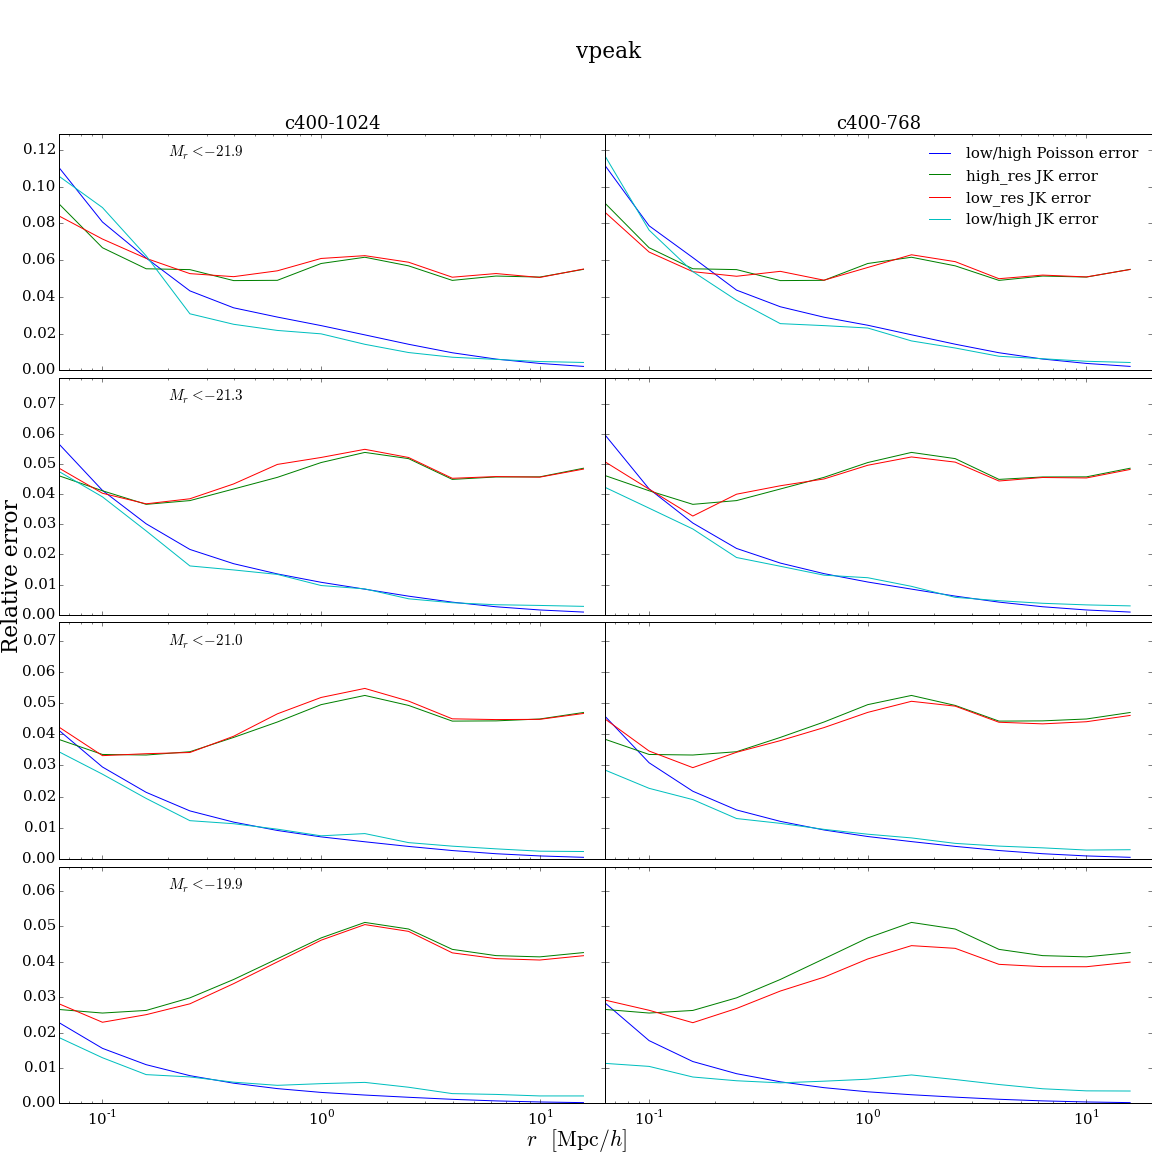 vpeak
c400-1024
c400-768
M_r <−21.9
low/high Poisson error
high_res JK error
low_res JK error
low/high JK error
0.12
0.10
0.08
0.06
0.04
0.02
0.00
M_r <−21.3
0.07
0.06
0.05
0.04
0.03
0.02
0.01
0.00
Relative error
M_r <−21.0
0.07
0.06
0.05
0.04
0.03
0.02
0.01
0.00
M_r <−19.9
0.06
0.05
0.04
0.03
0.02
0.01
0.00
10^-1 10^0 10^1 10^-1 10^0 10^1
r [Mpc/h]